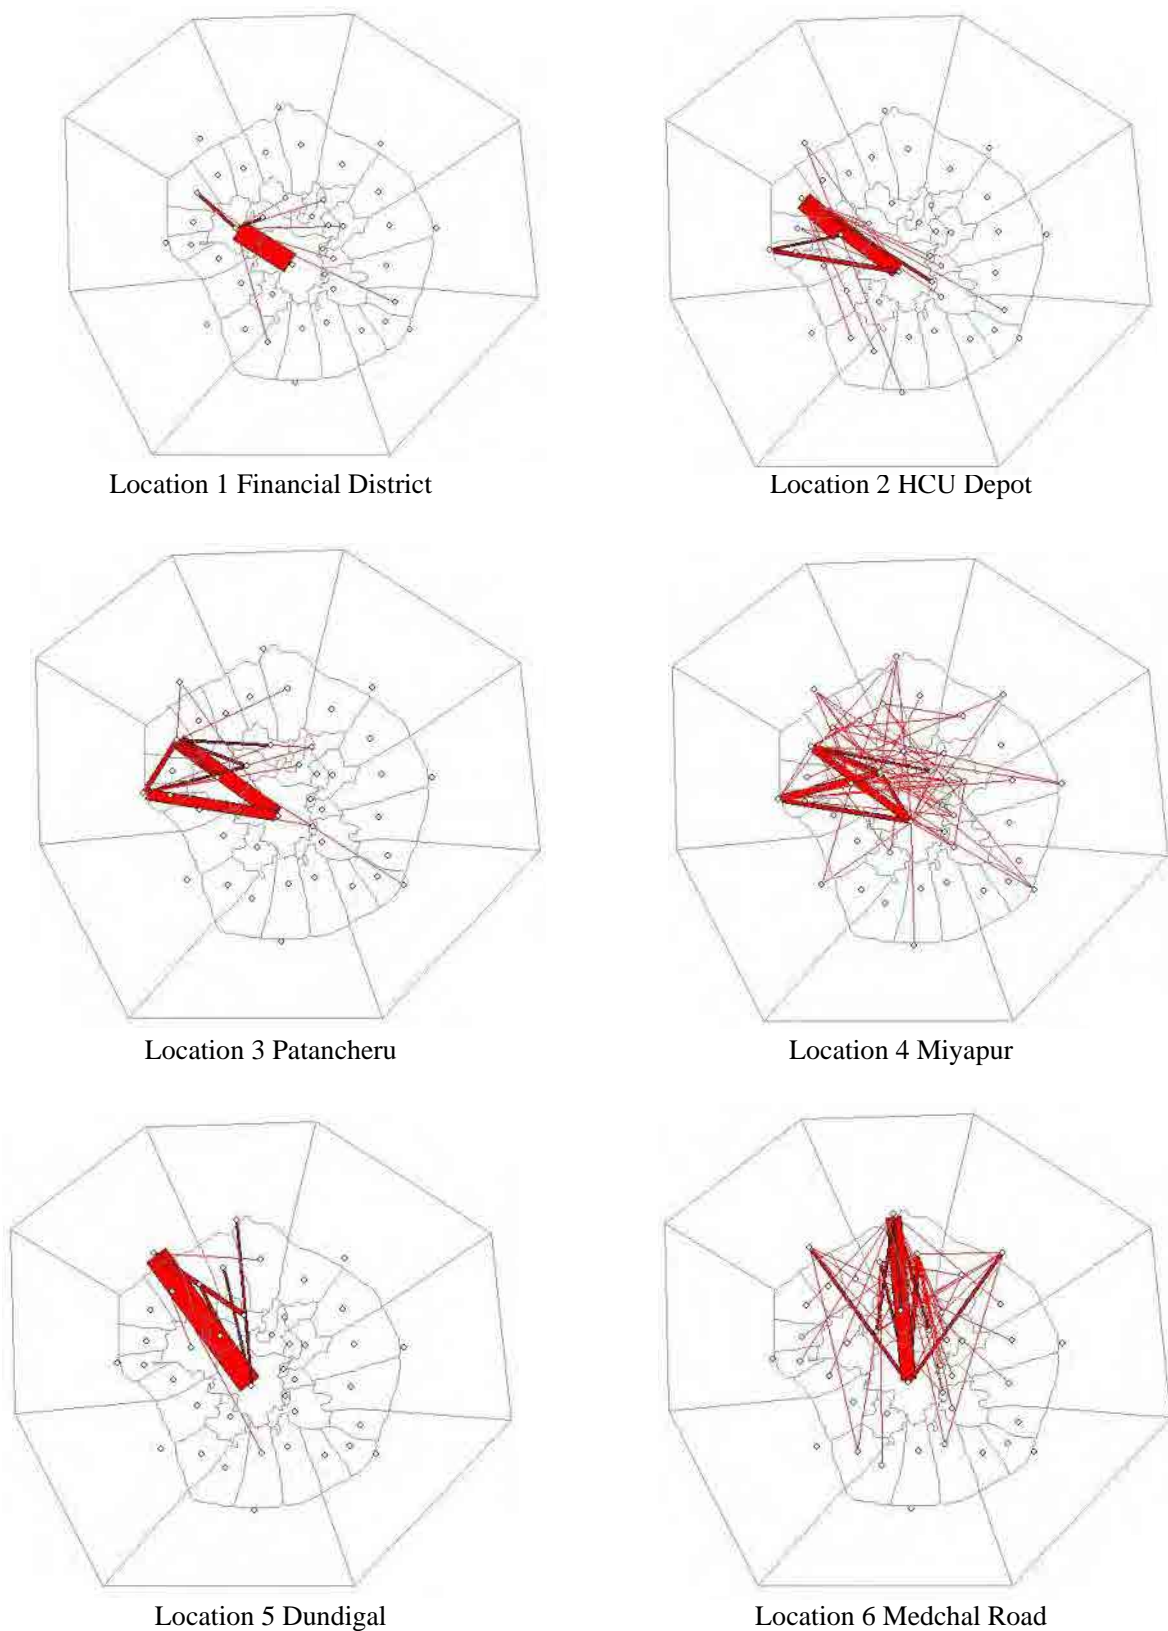 Location 1 Financial District
Location 2 HCU Depot
Location 3 Patancheru
Location 4 Miyapur
Location 5 Dundigal
Location 6 Medchal Road